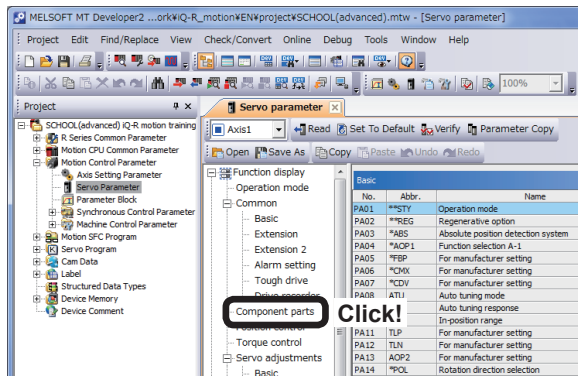 MELSOFT MT Developer2 ...ork¥iQ-R_motion¥EN¥project¥SCHOOL(advanced).mtw - [Servo parameter]
Project Edit Find/Replace View Check/Convert Online Debug Tools Window Help
100%
Project
SCHOOL(advanced) iQ-R motion training
R Series Common Parameter
Motion CPU Common Parameter
Motion Control Parameter
Axis Setting Parameter
Servo Parameter
Parameter Block
Synchronous Control Parameter
Machine Control Parameter
Motion SFC Program
Servo Program
Cam Data
Label
Structured Data Types
Device Memory
Device Comment
Servo parameter
Axis1 Read Set To Default Verify Parameter Copy
Open Save As Copy Paste Undo Redo
Function display
Operation mode
Common
Basic
Extension
Extension 2
Alarm setting
Tough drive
Drive recorder
Component parts
Click!
Position control
Torque control
Servo adjustments
Basic
Basic
No. Abbr. Name
PA01 **STY Operation mode
PA02 **REG Regenerative option
PA03 *ABS Absolute position detection system
PA04 *AOP1 Function selection A-1
PA05 *FBP For manufacturer setting
PA06 *CMX For manufacturer setting
PA07 *CDV For manufacturer setting
PA08 ATU Auto tuning mode
Auto tuning response
In-position range
PA11 TLP For manufacturer setting
PA12 TLN For manufacturer setting
PA13 AOP2 For manufacturer setting
PA14 *POL Rotation direction selection